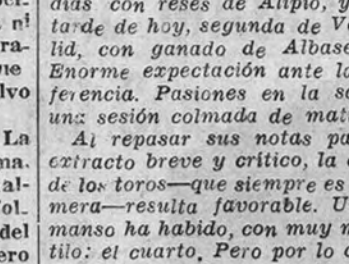 n¹
ra-
ne
lvo
La
ma.
al-
ol-
del
ero
días con reses de Alipio, y
tarde de hoy, segunda de V
lid, con ganado de Albase
Enorme expectación ante la
ferencia. Pasiones en la s
una sesión colmada de mat
Al repasar sus notas pa
extracto breve y crítico, la
de los toros—que siempre es
mera—resulta favorable. U
manso ha habido, con muy m
tilo: el cuarto. Pero por lo